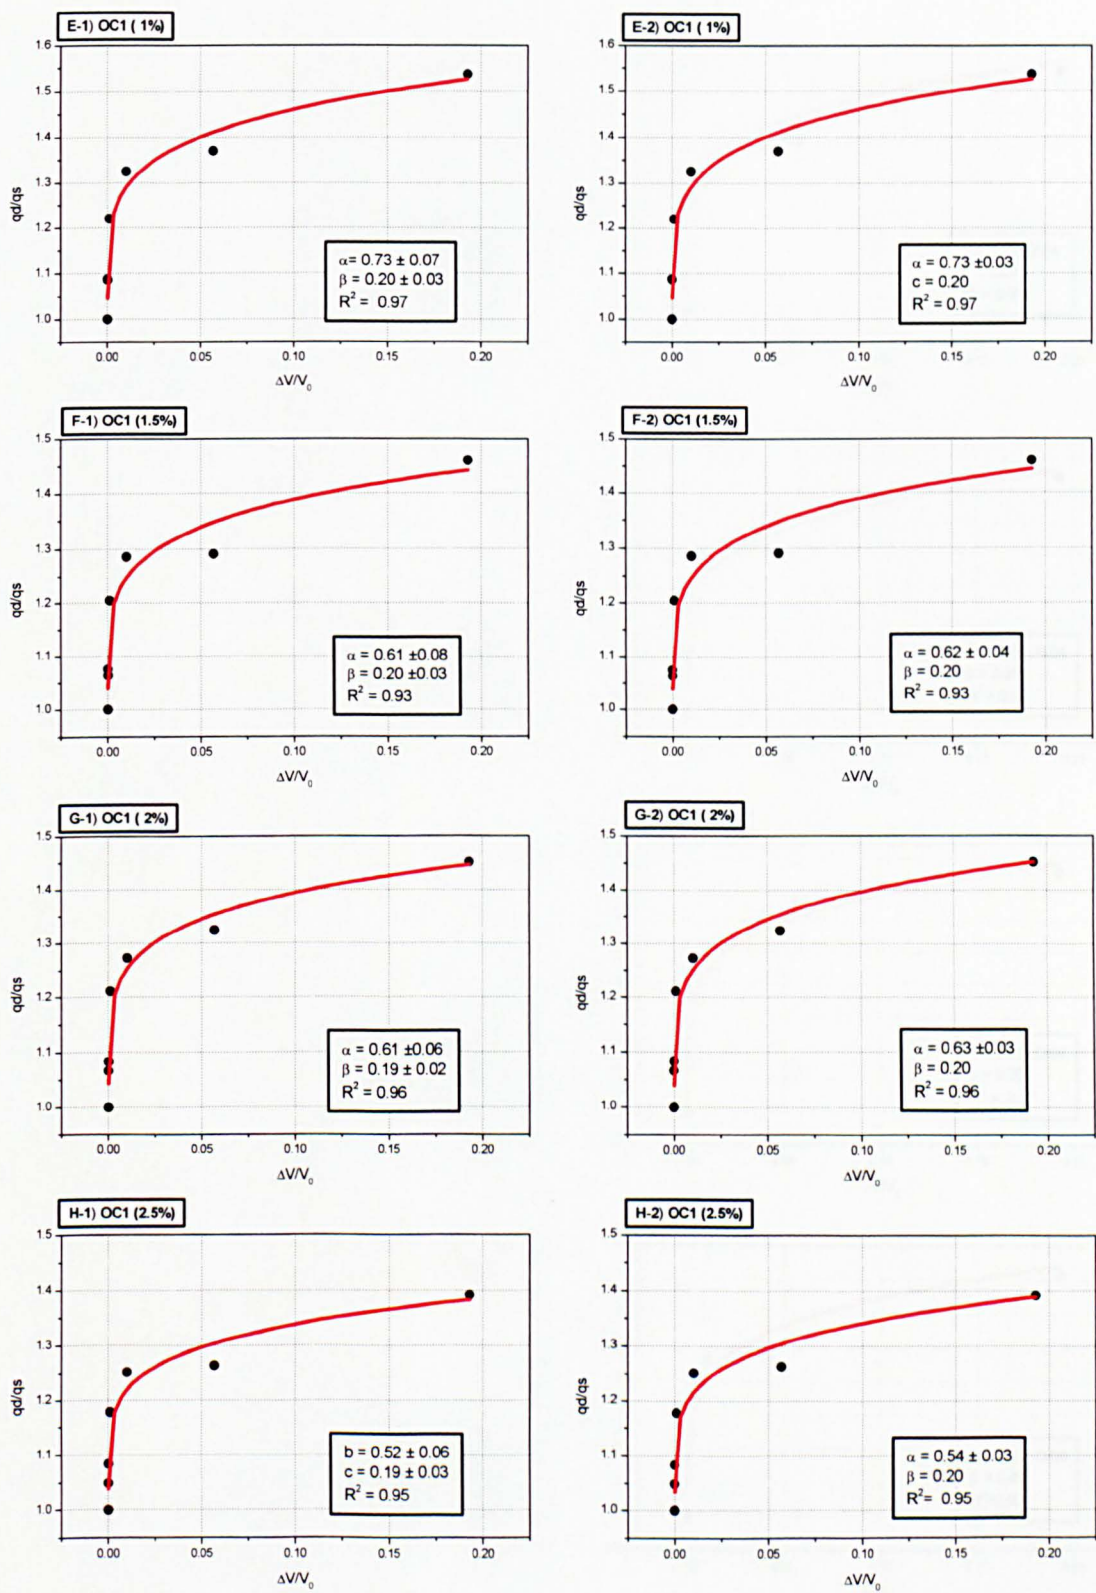 E-1) OC1 ( 1%)
1.6
1.5
1.4
1.3
1.2
1.1
1.0
qd/qs
α= 0.73 ± 0.07
β = 0.20 ± 0.03
R² = 0.97
0.00 0.05 0.10 0.15 0.20
ΔV/V₀
E-2) OC1 ( 1%)
1.6
1.5
1.4
1.3
1.2
1.1
1.0
qd/qs
α = 0.73 ±0.03
c = 0.20
R² = 0.97
0.00 0.05 0.10 0.15 0.20
ΔV/V₀
F-1) OC1 (1.5%)
1.5
1.4
1.3
1.2
1.1
1.0
qd/qs
α = 0.61 ±0.08
β = 0.20 ±0.03
R² = 0.93
0.00 0.05 0.10 0.15 0.20
ΔV/V₀
F-2) OC1 (1.5%)
1.5
1.4
1.3
1.2
1.1
1.0
qd/qs
α = 0.62 ± 0.04
β = 0.20
R² = 0.93
0.00 0.05 0.10 0.15 0.20
ΔV/V₀
G-1) OC1 ( 2%)
1.5
1.4
1.3
1.2
1.1
1.0
qd/qs
α = 0.61 ±0.06
β = 0.19 ± 0.02
R² = 0.96
0.00 0.05 0.10 0.15 0.20
ΔV/V₀
G-2) OC1 ( 2%)
1.5
1.4
1.3
1.2
1.1
1.0
qd/qs
α = 0.63 ±0.03
β = 0.20
R² = 0.96
0.00 0.05 0.10 0.15 0.20
ΔV/V₀
H-1) OC1 (2.5%)
1.5
1.4
1.3
1.2
1.1
1.0
qd/qs
b = 0.52 ± 0.06
c = 0.19 ± 0.03
R² = 0.95
0.00 0.05 0.10 0.15 0.20
ΔV/V₀
H-2) OC1 (2.5%)
1.5
1.4
1.3
1.2
1.1
1.0
qd/qs
α = 0.54 ± 0.03
β = 0.20
R²= 0.95
0.00 0.05 0.10 0.15 0.20
ΔV/V₀